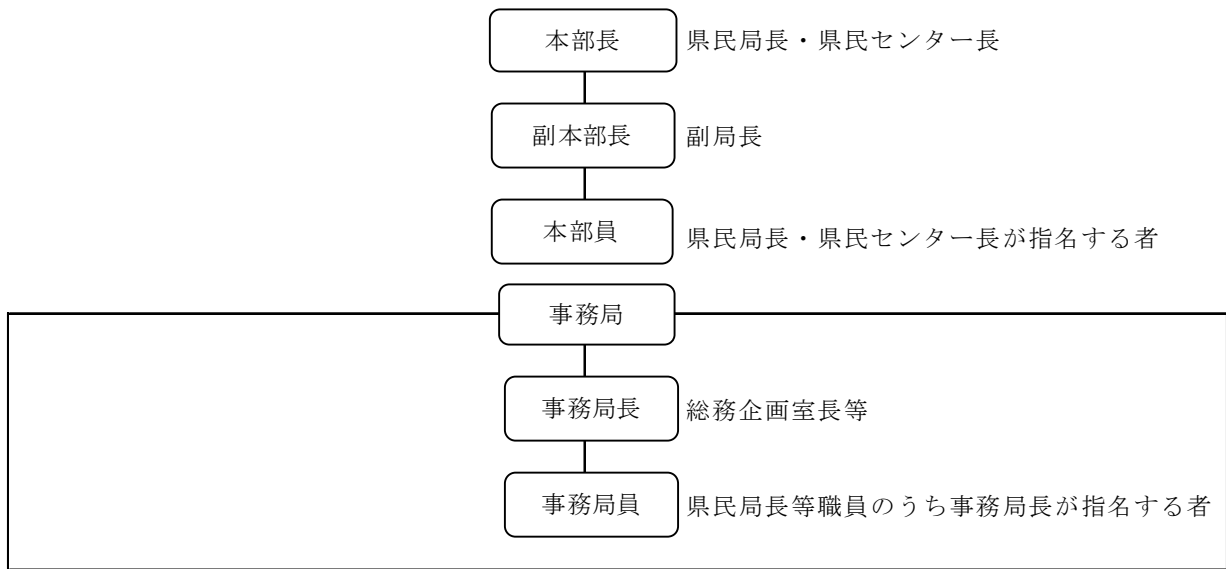 本部長 県民局長・県民センター長
副本部長 副局長
本部員 県民局長・県民センター長が指名する者
事務局
事務局長 総務企画室長等
事務局員 県民局長等職員のうち事務局長が指名する者